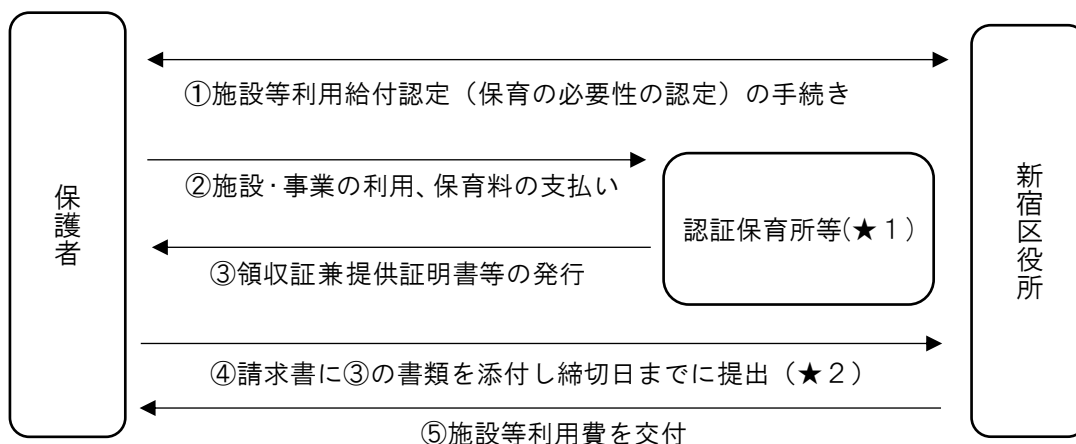 保護者
①施設等利用給付認定（保育の必要性の認定）の手続き
②施設・事業の利用、保育料の支払い
認証保育所等(★１)
③領収証兼提供証明書等の発行
④請求書に③の書類を添付し締切日までに提出（★２）
⑤施設等利用費を交付
新宿区役所